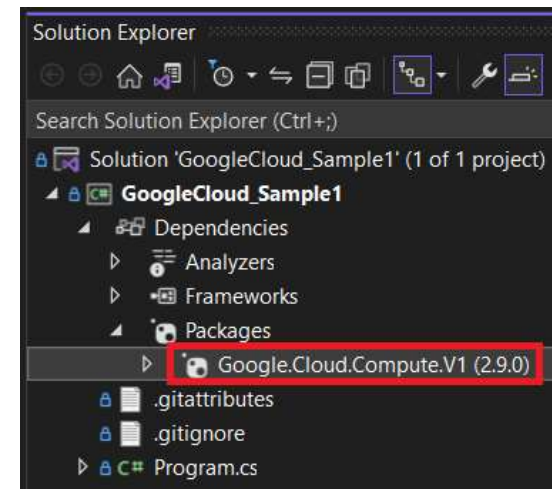 Solution Explorer
Search Solution Explorer (Ctrl+;)
Solution 'GoogleCloud_Sample1' (1 of 1 project)
C# GoogleCloud_Sample1
Dependencies
Analyzers
Frameworks
Packages
Google.Cloud.Compute.V1 (2.9.0)
.gitattributes
.gitignore
C# Program.cs